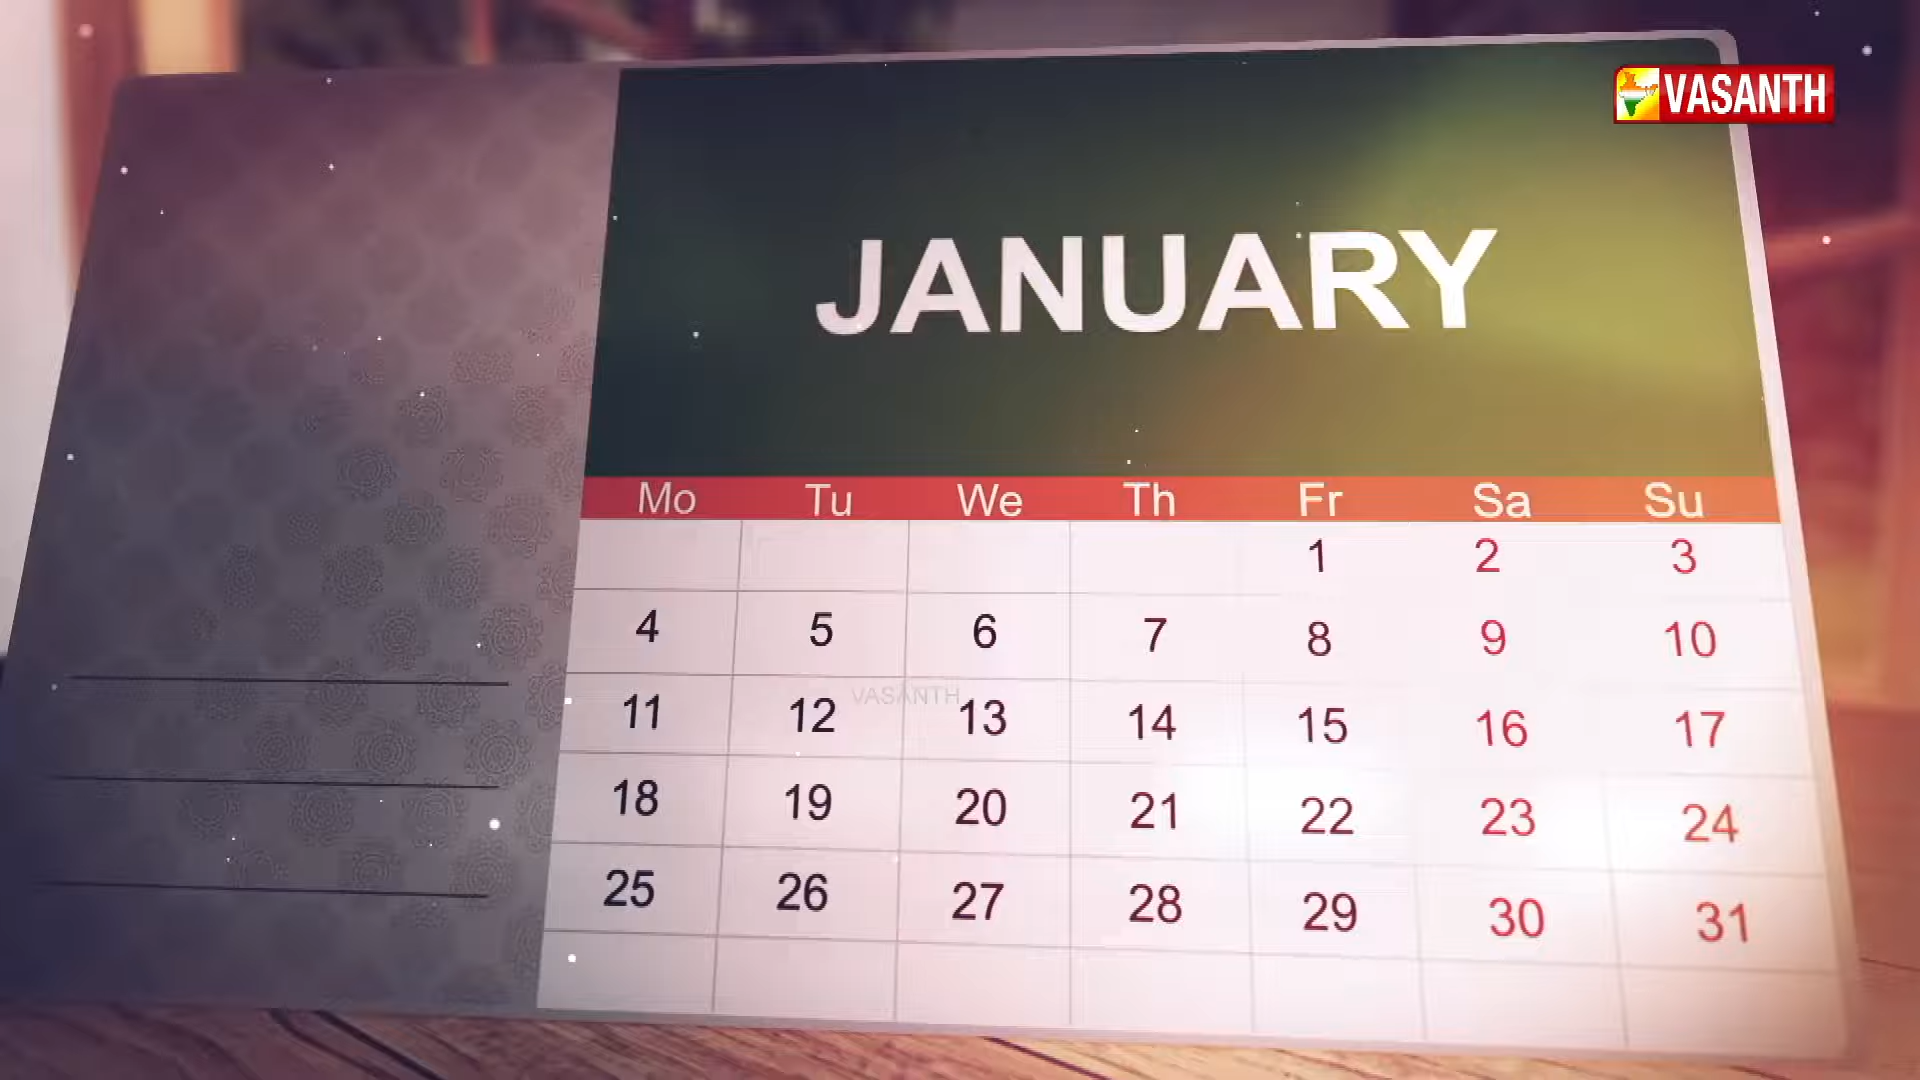 VASANTH
JANUARY
Mo Tu We Th Fr Sa Su
1 2 3
4 5 6 7 8 9 10
11 12 13 14 15 16 17
VASANTH
18 19 20 21 22 23 24
25 26 27 28 29 30 31